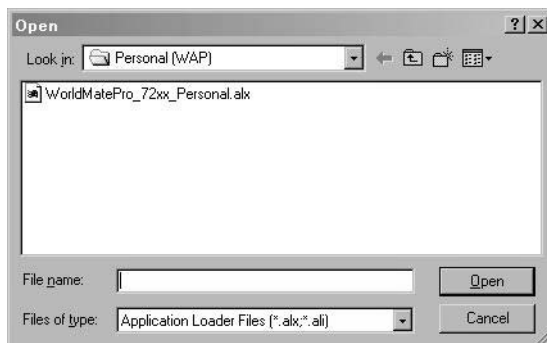 Open
Look in: Personal (WAP)
WorldMatePro_72xx_Personal.alx
File name: Open
Files of type: Application Loader Files (*.alx;*.ali) Cancel